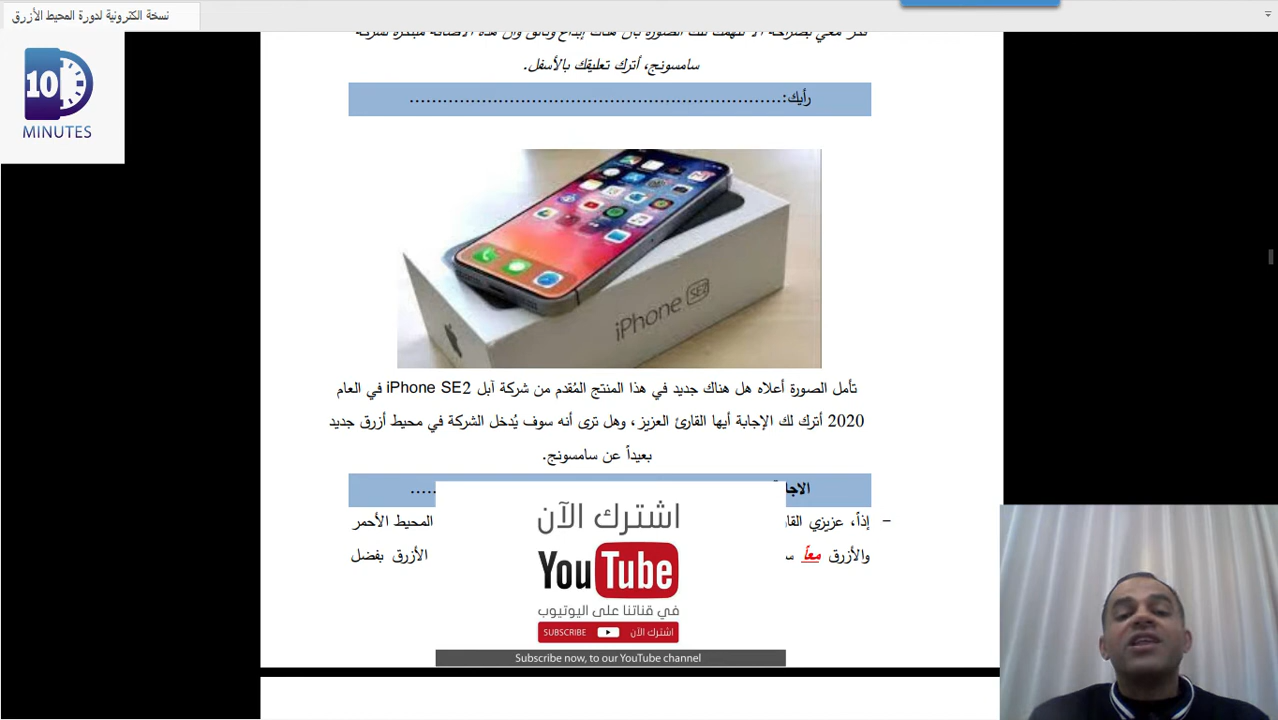 نسخة الكترونية لدورة المحيط الأزرق
10
MINUTES
سامسونج، أترك تعليقك بالأسفل.
رأيك:....................................................................
iPhone SE2
تأمل الصورة أعلاه هل هناك جديد في هذا المنتج المُقدم من شركة آبل iPhone SE2 في العام
2020 أترك لك الإجابة أيها القارئ العزيز، وهل ترى أنه سوف يُدخل الشركة في محيط أزرق جديد
بعيداً عن سامسونج.
.....
- إذاً، عزيزي المحيط الأحمر
والأزرق معاً الأزرق بفضل
اشترك الآن
YouTube
في قناتنا على اليوتيوب
SUBSCRIBE اشترك الآن
Subscribe now, to our YouTube channel